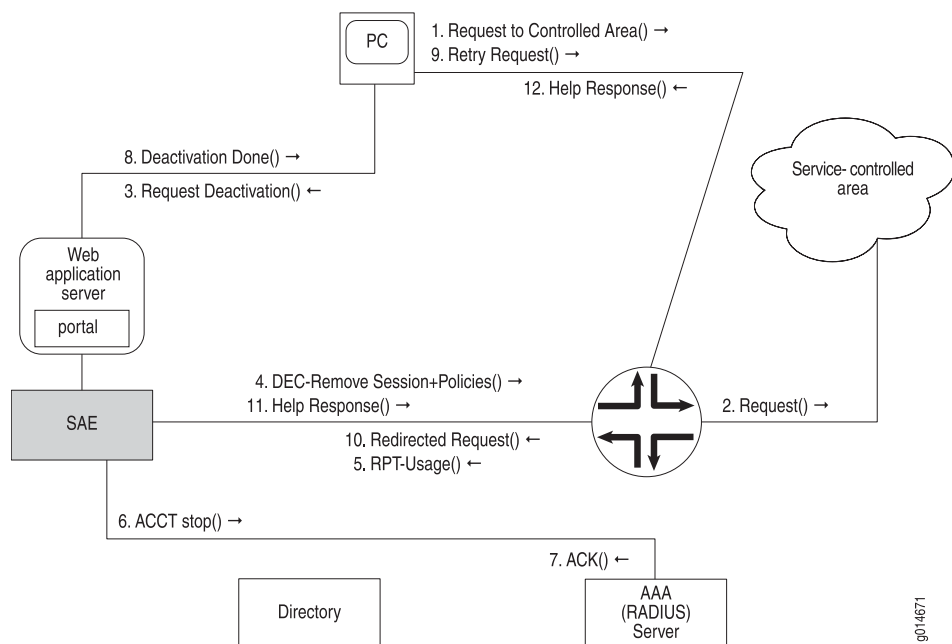 PC
1. Request to Controlled Area() →
9. Retry Request() →
12. Help Response() ←
8. Deactivation Done() →
3. Request Deactivation() ←
Service- controlled
area
Web
application
server
portal
SAE
4. DEC-Remove Session+Policies() →
11. Help Response() →
10. Redirected Request() ←
5. RPT-Usage() ←
2. Request() →
6. ACCT stop() →
7. ACK() ←
Directory
AAA
(RADIUS)
Server
g014671